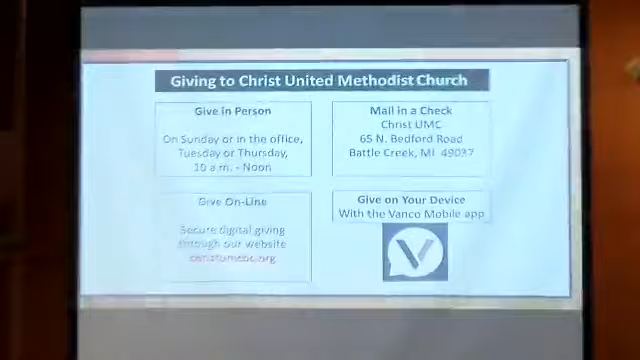 Giving to Christ United Methodist Church
Give in Person
On Sunday or in the office,
Tuesday or Thursday,
10 a.m. - Noon
Mail in a Check
Christ UMC
65 N. Bedford Road
Battle Creek, MI 49037
Give On-Line
Secure digital giving
through our website
Give on Your Device
With the Vanco Mobile app
V